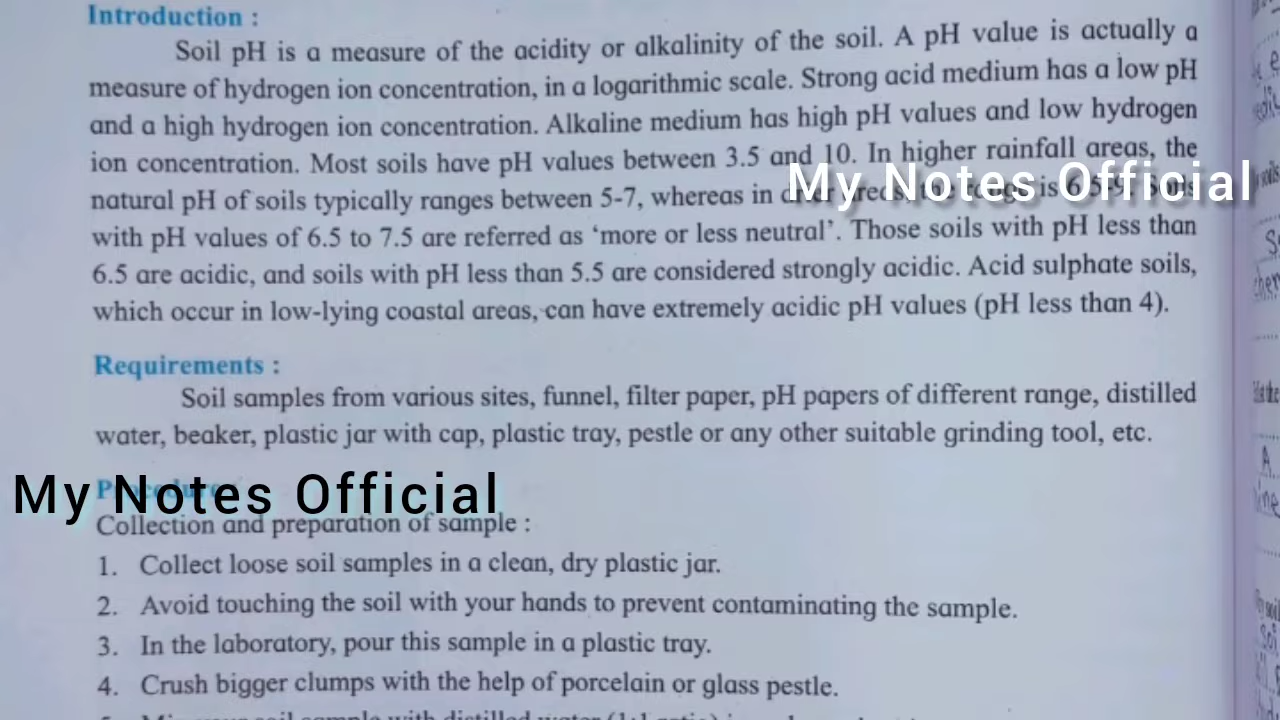 Introduction :
Soil pH is a measure of the acidity or alkalinity of the soil. A pH value is actually a
measure of hydrogen ion concentration, in a logarithmic scale. Strong acid medium has a low pH
and a high hydrogen ion concentration. Alkaline medium has high pH values and low hydrogen
ion concentration. Most soils have pH values between 3.5 and 10. In higher rainfall areas, the
natural pH of soils typically ranges between 5-7, whereas in is
My Notes Official
with pH values of 6.5 to 7.5 are referred as ‘more or less neutral’. Those soils with pH less than
6.5 are acidic, and soils with pH less than 5.5 are considered strongly acidic. Acid sulphate soils,
which occur in low-lying coastal areas, can have extremely acidic pH values (pH less than 4).
Requirements :
Soil samples from various sites, funnel, filter paper, pH papers of different range, distilled
water, beaker, plastic jar with cap, plastic tray, pestle or any other suitable grinding tool, etc.
My Notes Official
Collection and preparation of sample :
1. Collect loose soil samples in a clean, dry plastic jar.
2. Avoid touching the soil with your hands to prevent contaminating the sample.
3. In the laboratory, pour this sample in a plastic tray.
4. Crush bigger clumps with the help of porcelain or glass pestle.